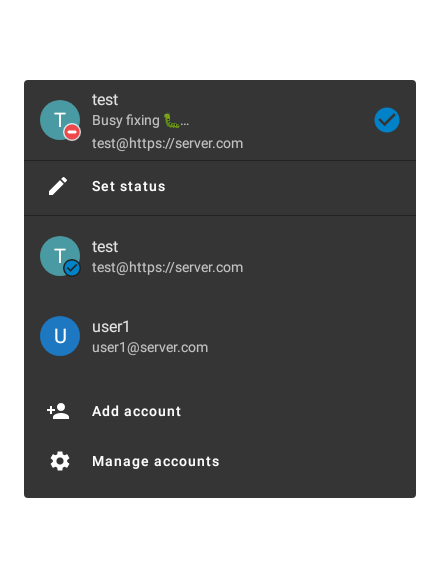 T
test
Busy fixing 🐛…
test@https://server.com
Set status
T
test
test@https://server.com
U
user1
user1@server.com
Add account
Manage accounts